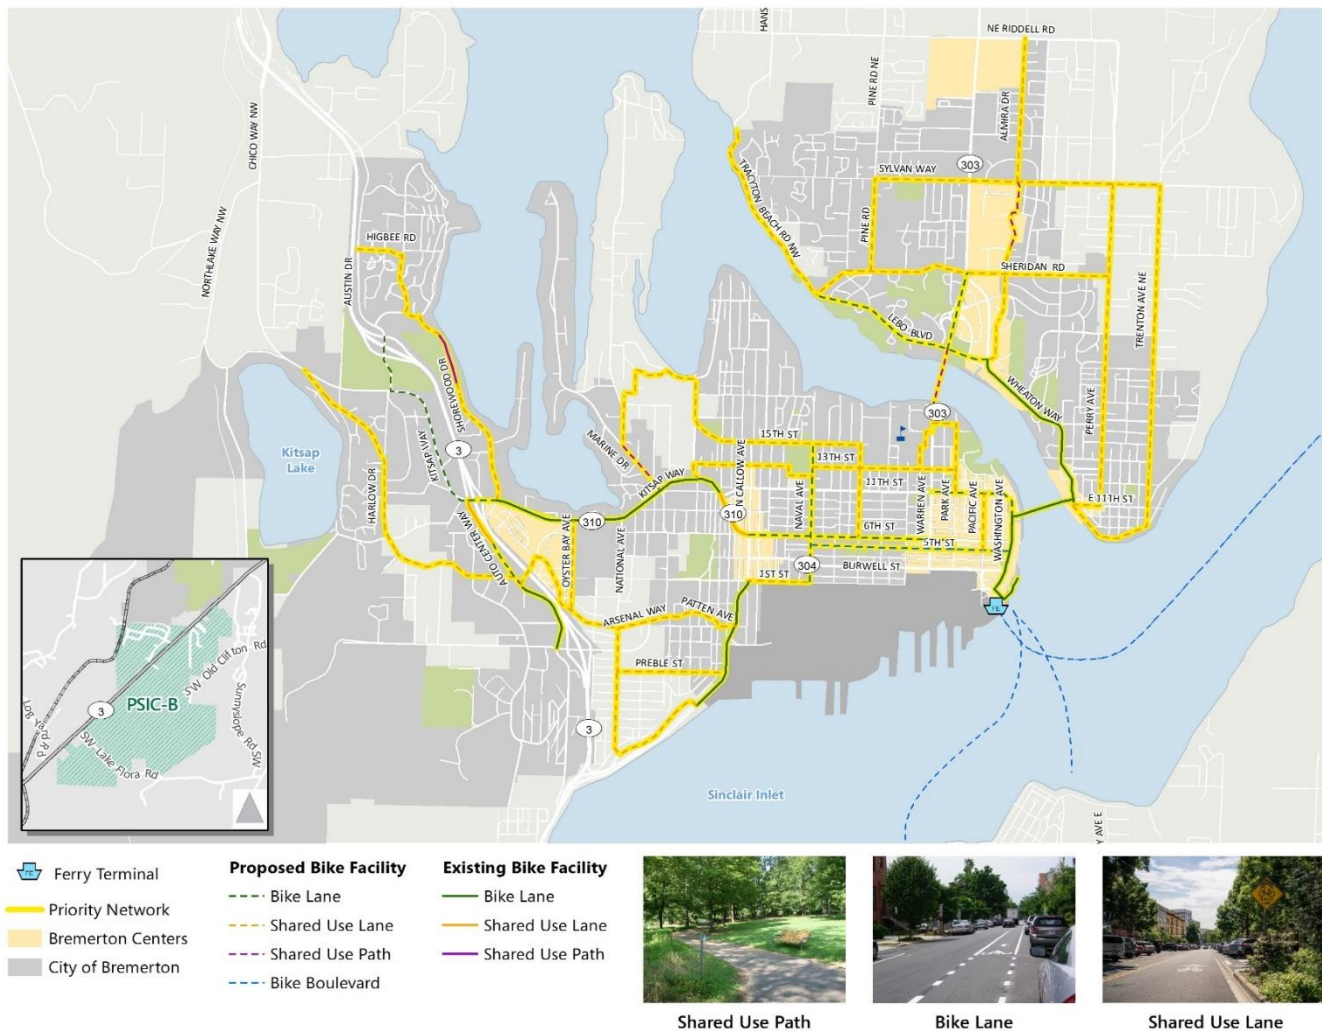 HANS
NE RIDDELL RD
PINE RD NE
ALMIRA DR
CHICO WAY NW
303
SYLVAN WAY
TRACYTON BEACH RD NW
PINE RD
HIGBEE RD
NORTHLAKE WAY NW
AUSTIN DR
SHERIDAN RD
TRENTON AVE NE
LEBO BLVD
WHEATON WAY
PERRY AVE
SHOREWOOD DR
303
MARINE DR
15TH ST
13TH ST
3
KITSAP WAY
Kitsap
Lake
HARLOW DR
KITSAP WAY
N CALLOW AVE
NAVAL AVE
11TH ST
WARREN AVE
PARK AVE
PACIFIC AVE
WASHINGTON AVE
E 11TH ST
310
310
6TH ST
5TH ST
AUTO CENTER WAY
OYSTER BAY AVE
NATIONAL AVE
304
BURWELL ST
1ST ST
ARSENAL WAY
PATTEN AVE
PREBLE ST
3
Sinclair Inlet
SW Old Clifton Rd
PSIC-B
3
Sunnyslope Rd SW
Log Yard Rd
SW Lake Flora Rd
AVE E
Ferry Terminal
Priority Network
Bremerton Centers
City of Bremerton
Proposed Bike Facility
Bike Lane
Shared Use Lane
Shared Use Path
Bike Boulevard
Existing Bike Facility
Bike Lane
Shared Use Lane
Shared Use Path
Shared Use Path
Bike Lane
Shared Use Lane